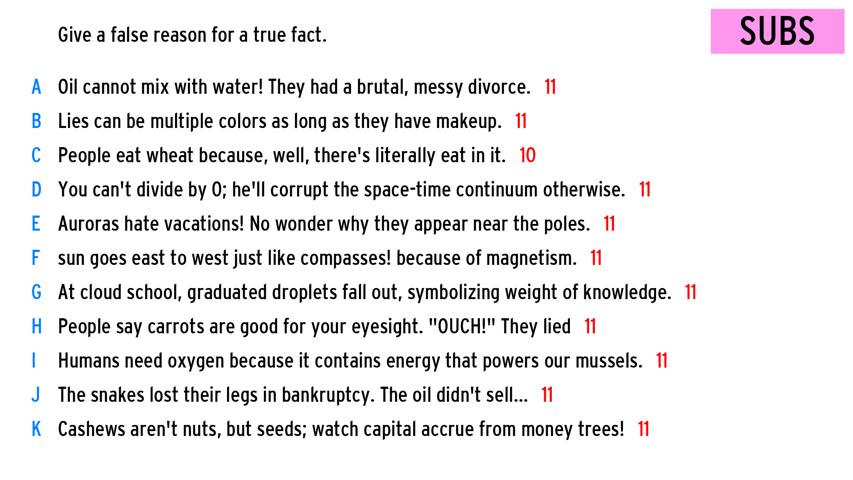 Give a false reason for a true fact.
SUBS
A Oil cannot mix with water! They had a brutal, messy divorce. 11
B Lies can be multiple colors as long as they have makeup. 11
C People eat wheat because, well, there's literally eat in it. 10
D You can't divide by 0; he'll corrupt the space-time continuum otherwise. 11
E Auroras hate vacations! No wonder why they appear near the poles. 11
F sun goes east to west just like compasses! because of magnetism. 11
G At cloud school, graduated droplets fall out, symbolizing weight of knowledge. 11
H People say carrots are good for your eyesight. "OUCH!" They lied 11
I Humans need oxygen because it contains energy that powers our mussels. 11
J The snakes lost their legs in bankruptcy. The oil didn't sell... 11
K Cashews aren't nuts, but seeds; watch capital accrue from money trees! 11